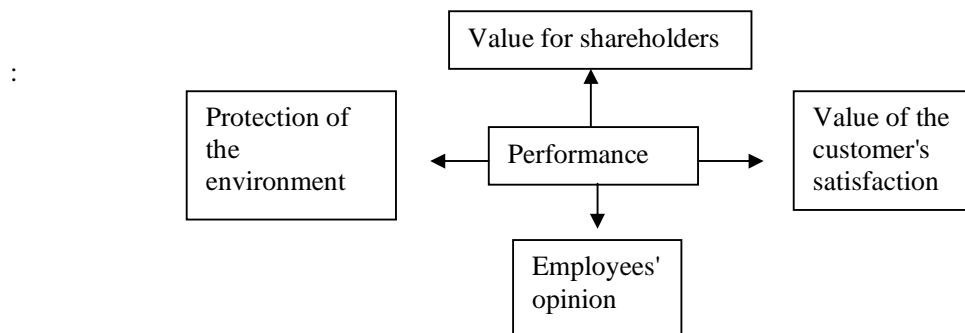 Value for shareholders
:
Protection of
the
environment
Performance
Value of the
customer's
satisfaction
Employees'
opinion